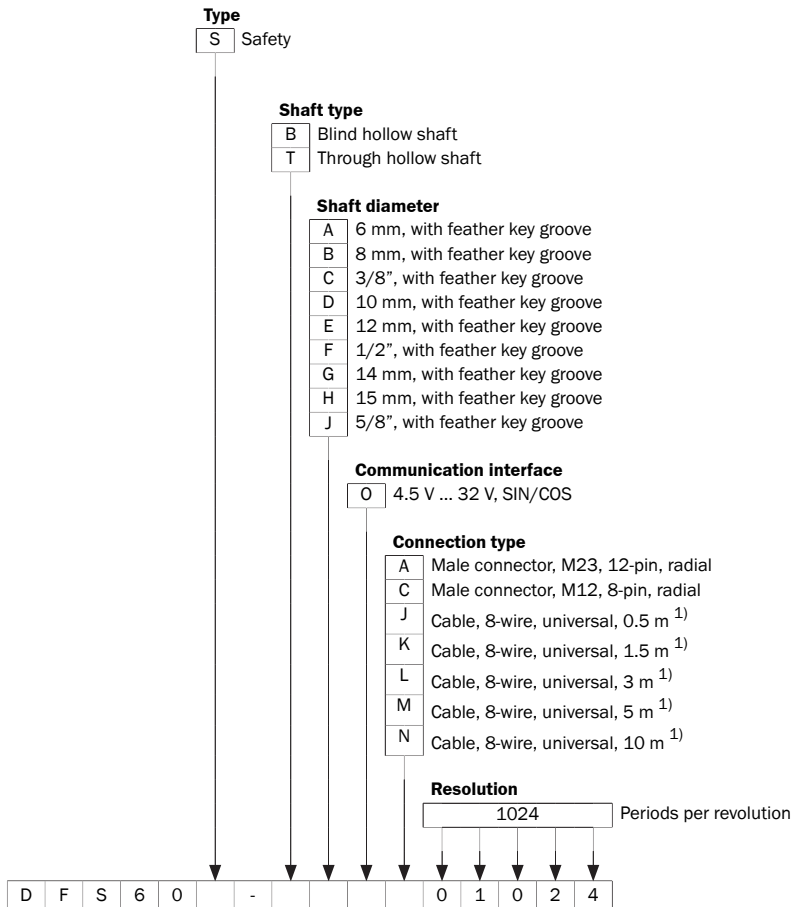 Type
S Safety
Shaft type
B Blind hollow shaft
T Through hollow shaft
Shaft diameter
A 6 mm, with feather key groove
B 8 mm, with feather key groove
C 3/8”, with feather key groove
D 10 mm, with feather key groove
E 12 mm, with feather key groove
F 1/2”, with feather key groove
G 14 mm, with feather key groove
H 15 mm, with feather key groove
J 5/8”, with feather key groove
Communication interface
O 4.5 V ... 32 V, SIN/COS
Connection type
A Male connector, M23, 12-pin, radial
C Male connector, M12, 8-pin, radial
J Cable, 8-wire, universal, 0.5 m 1)
K Cable, 8-wire, universal, 1.5 m 1)
L Cable, 8-wire, universal, 3 m 1)
M Cable, 8-wire, universal, 5 m 1)
N Cable, 8-wire, universal, 10 m 1)
Resolution
1024 Periods per revolution
D F S 6 0 - 0 1 0 2 4